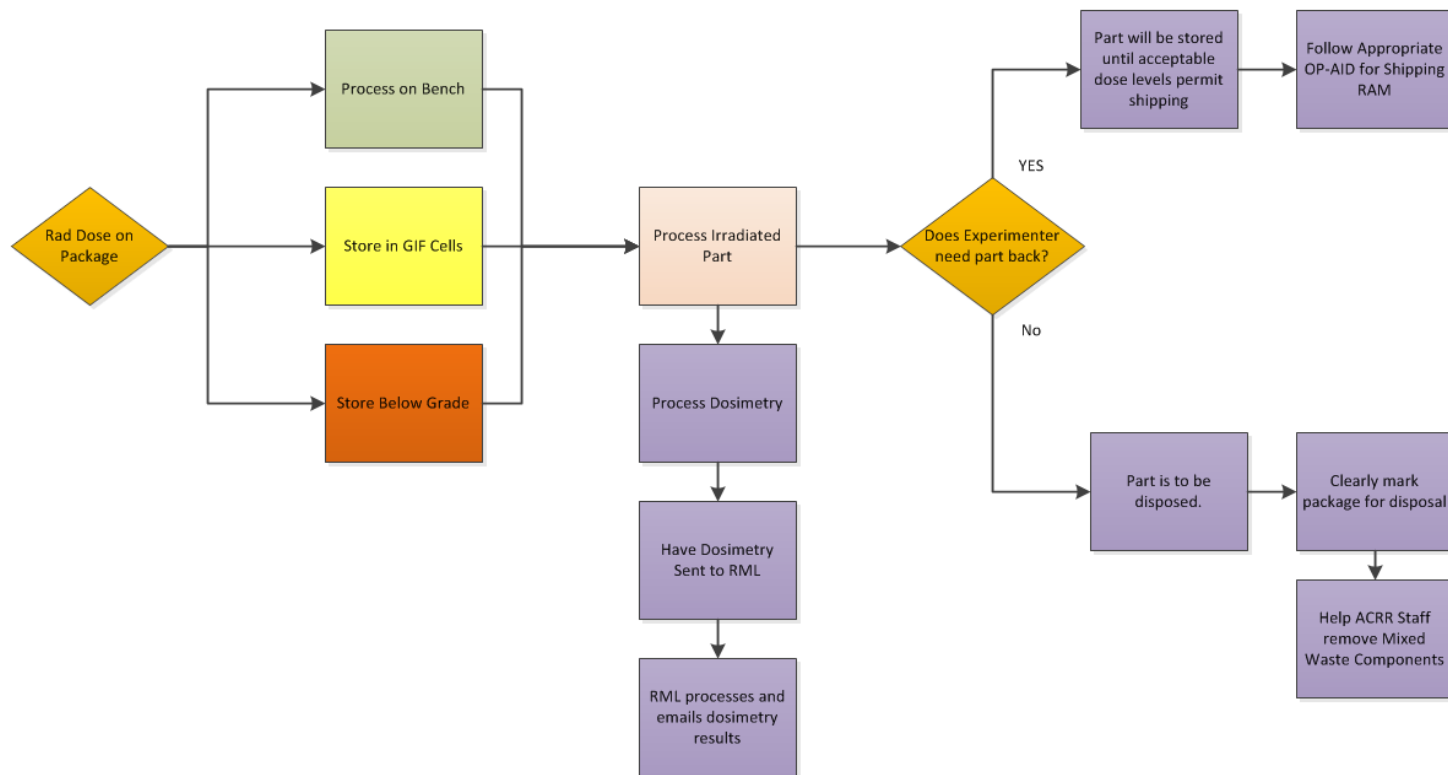 Rad Dose on
Package
Process on Bench
Store in GIF Cells
Store Below Grade
Process Irradiated
Part
Process Dosimetry
Have Dosimetry
Sent to RML
RML processes and
emails dosimetry
results
Does Experimenter
need part back?
YES
Part will be stored
until acceptable
dose levels permit
shipping
Follow Appropriate
OP-AID for Shipping
RAM
No
Part is to be
disposed.
Clearly mark
package for disposal
Help ACRR Staff
remove Mixed
Waste Components